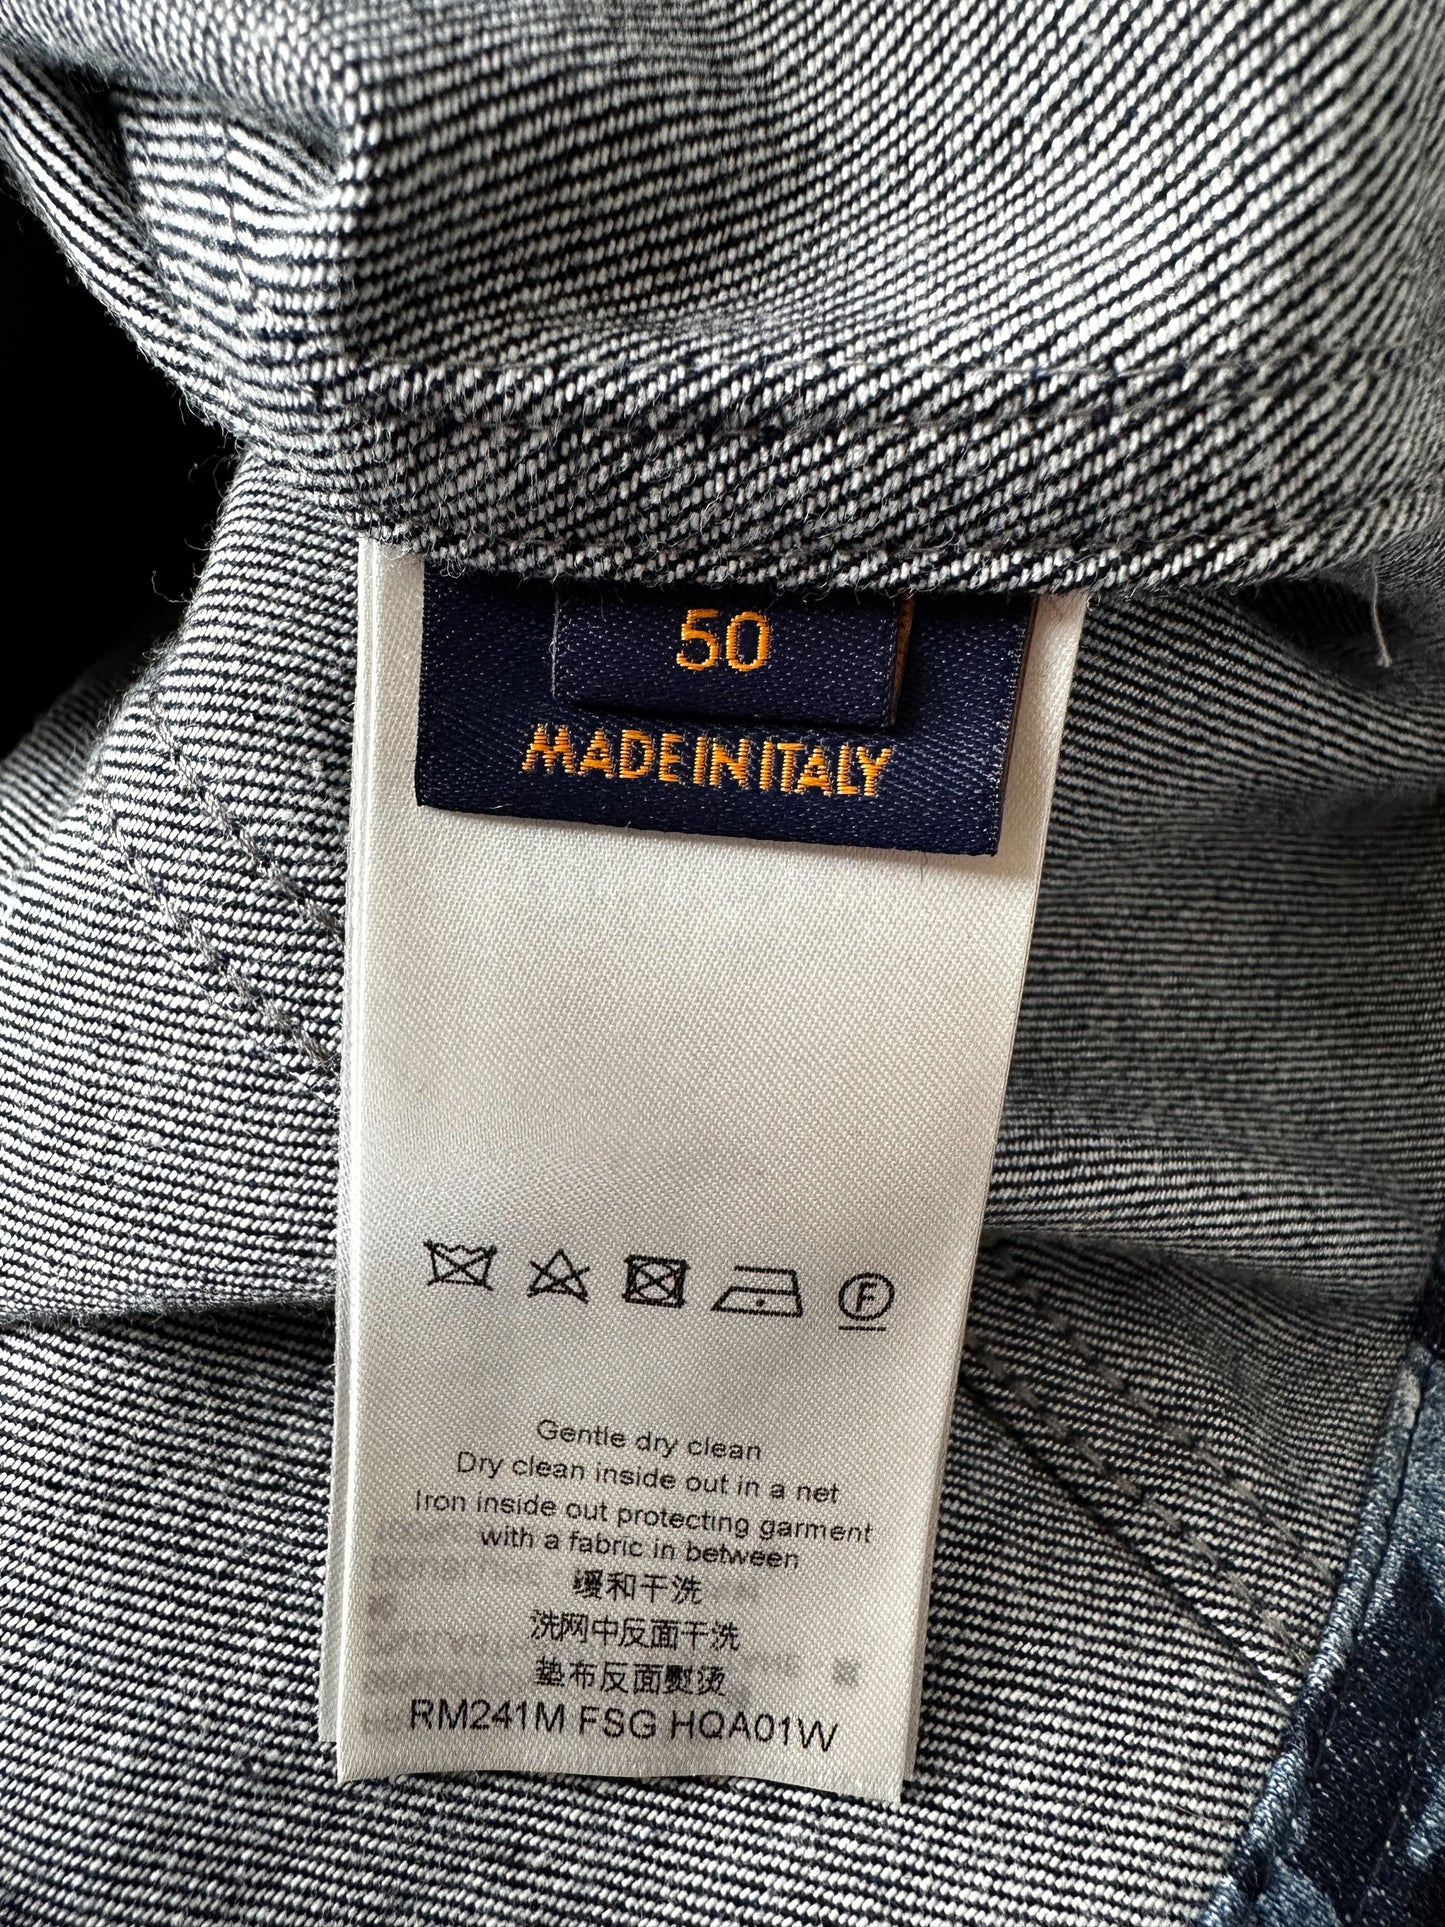 50
MADE IN ITALY
F
Gentle dry clean
Dry clean inside out in a net
Iron inside out protecting garment
with a fabric in between
缓和干洗
洗网中反面干洗
垫布反面熨烫
RM241M FSG HQA01W